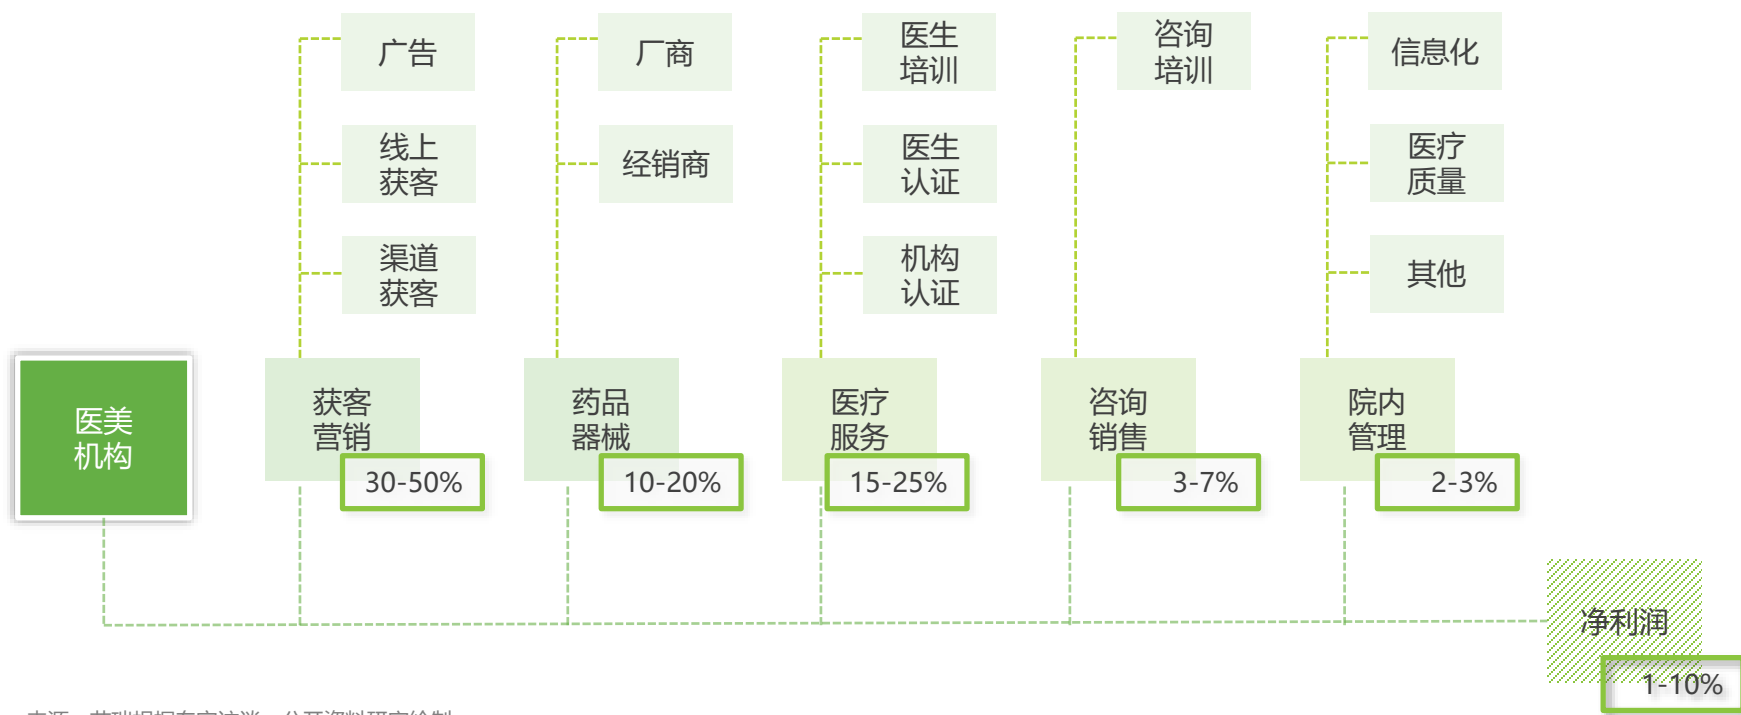 广告
厂商
医生
培训
咨询
培训
信息化
线上
获客
经销商
医生
认证
医疗
质量
渠道
获客
机构
认证
其他
医美
机构
获客
营销
30-50%
药品
器械
10-20%
医疗
服务
15-25%
咨询
销售
3-7%
院内
管理
2-3%
净利润
1-10%